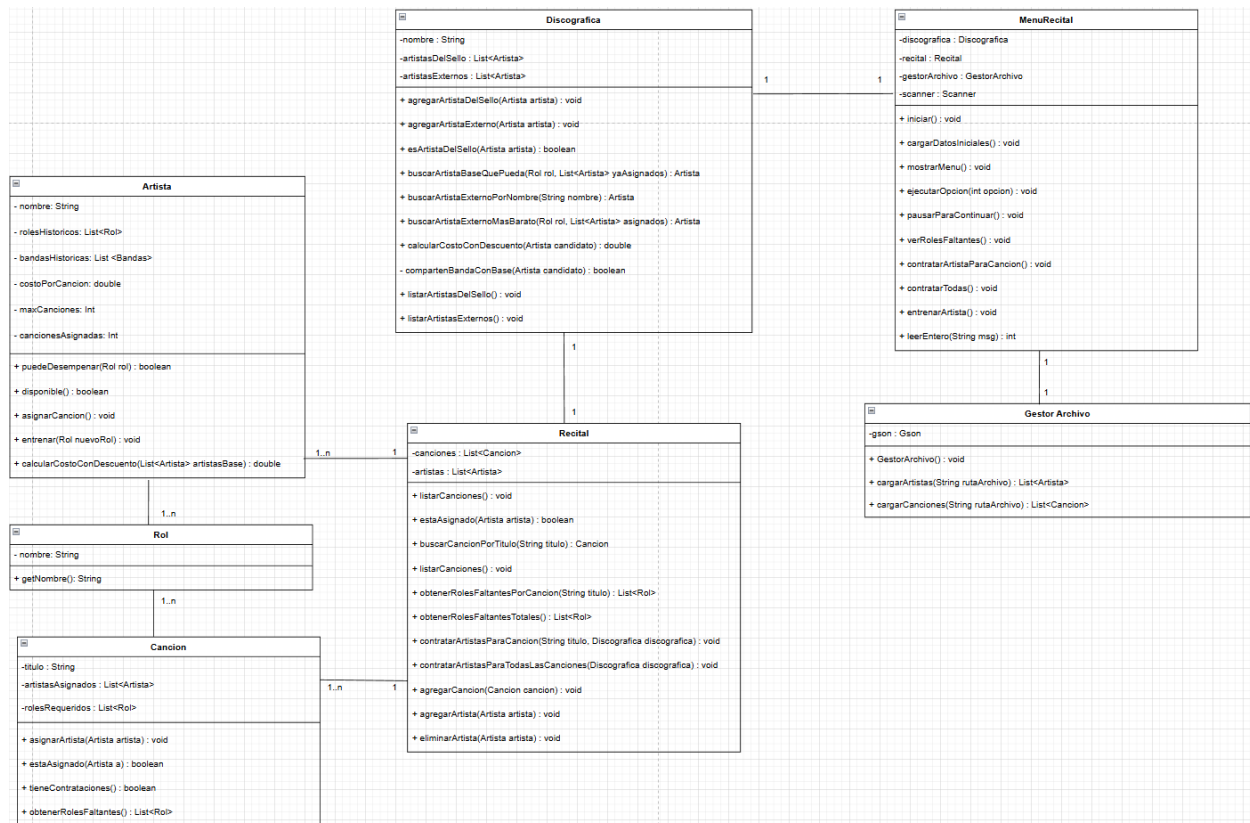 Discografica
-nombre : String
-artistasDelSello : List<Artista>
-artistasExternos : List<Artista>
+ agregarArtistaDelSello(Artista artista) : void
+ agregarArtistaExterno(Artista artista) : void
+ esArtistaDelSello(Artista artista) : boolean
+ buscarArtistaBaseQuePueda(Rol rol, List<Artista> yaAsignados) : Artista
+ buscarArtistaExternoPorNombre(String nombre) : Artista
+ buscarArtistaExternoMasBarato(Rol rol, List<Artista> asignados) : Artista
+ calcularCostoConDescuento(Artista candidato) : double
- compartenBandaConBase(Artista candidato) : boolean
+ listarArtistasDelSello() : void
+ listarArtistasExternos() : void
1
1
MenuRecital
-discografica : Discografica
-recital : Recital
-gestorArchivo : GestorArchivo
-scanner : Scanner
+ iniciar() : void
+ cargarDatosIniciales() : void
+ mostrarMenu() : void
+ ejecutarOpcion(int opcion) : void
+ pausarParaContinuar() : void
+ verRolesFaltantes() : void
+ contratarArtistaParaCancion() : void
+ contratarTodas() : void
+ entrenarArtista() : void
+ leerEntero(String msg) : int
1
1
Gestor Archivo
-gson : Gson
+ GestorArchivo() : void
+ cargarArtistas(String rutaArchivo) : List<Artista>
+ cargarCanciones(String rutaArchivo) : List<Cancion>
Artista
- nombre: String
- rolesHistoricos: List<Rol>
- bandasHistoricas: List <Bandas>
- costoPorCancion: double
- maxCanciones: Int
- cancionesAsignadas: Int
+ puedeDesempenar(Rol rol) : boolean
+ disponible() : boolean
+ asignarCancion() : void
+ entrenar(Rol nuevoRol) : void
+ calcularCostoConDescuento(List<Artista> artistasBase) : double
1..n
1
1
1
Recital
-canciones : List<Cancion>
-artistas : List<Artista>
+ listarCanciones() : void
+ estaAsignado(Artista artista) : boolean
+ buscarCancionPorTitulo(String titulo) : Cancion
+ listarCanciones() : void
+ obtenerRolesFaltantesPorCancion(String titulo) : List<Rol>
+ obtenerRolesFaltantesTotales() : List<Rol>
+ contratarArtistasParaCancion(String titulo, Discografica discografica) : void
+ contratarArtistasParaTodasLasCanciones(Discografica discografica) : void
+ agregarCancion(Cancion cancion) : void
+ agregarArtista(Artista artista) : void
+ eliminarArtista(Artista artista) : void
1..n
Rol
- nombre: String
+ getNombre(): String
1..n
Cancion
-titulo : String
-artistasAsignados : List<Artista>
-rolesRequeridos : List<Rol>
+ asignarArtista(Artista artista) : void
+ estaAsignado(Artista a) : boolean
+ tieneContrataciones() : boolean
+ obtenerRolesFaltantes() : List<Rol>
1..n
1